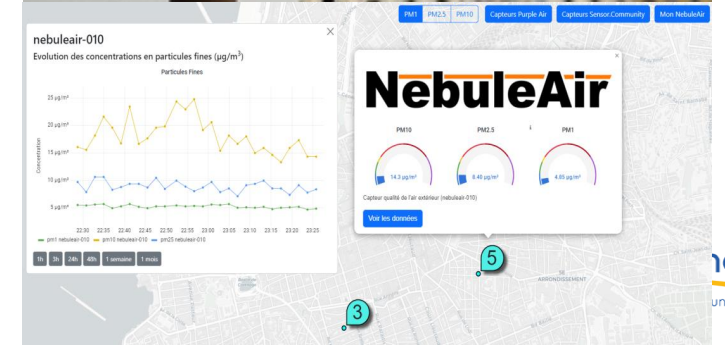 PM1 PM2.5 PM10 Capteurs Purple Air Capteurs Sensor.Community Mon NebuleAir
nebuleair-010
Evolution des concentrations en particules fines (µg/m³)
Particules Fines
25 µg/m³
20 µg/m³
15 µg/m³
10 µg/m³
5 µg/m³
Concentration
22:30 22:35 22:40 22:45 22:50 22:55 23:00 23:05 23:10 23:15 23:20 23:25
pm1 nebuleair-010 pm10 nebuleair-010 pm25 nebuleair-010
1h 3h 24h 48h 1 semaine 1 mois
×
NebuleAir
PM10 PM2.5 PM1
14.3 µg/m³ 8.40 µg/m³ 4.85 µg/m³
Capteur qualité de l'air extérieur (nebuleair-010)
Voir les données
5
5E
ARRONDISSEMENT
3
un